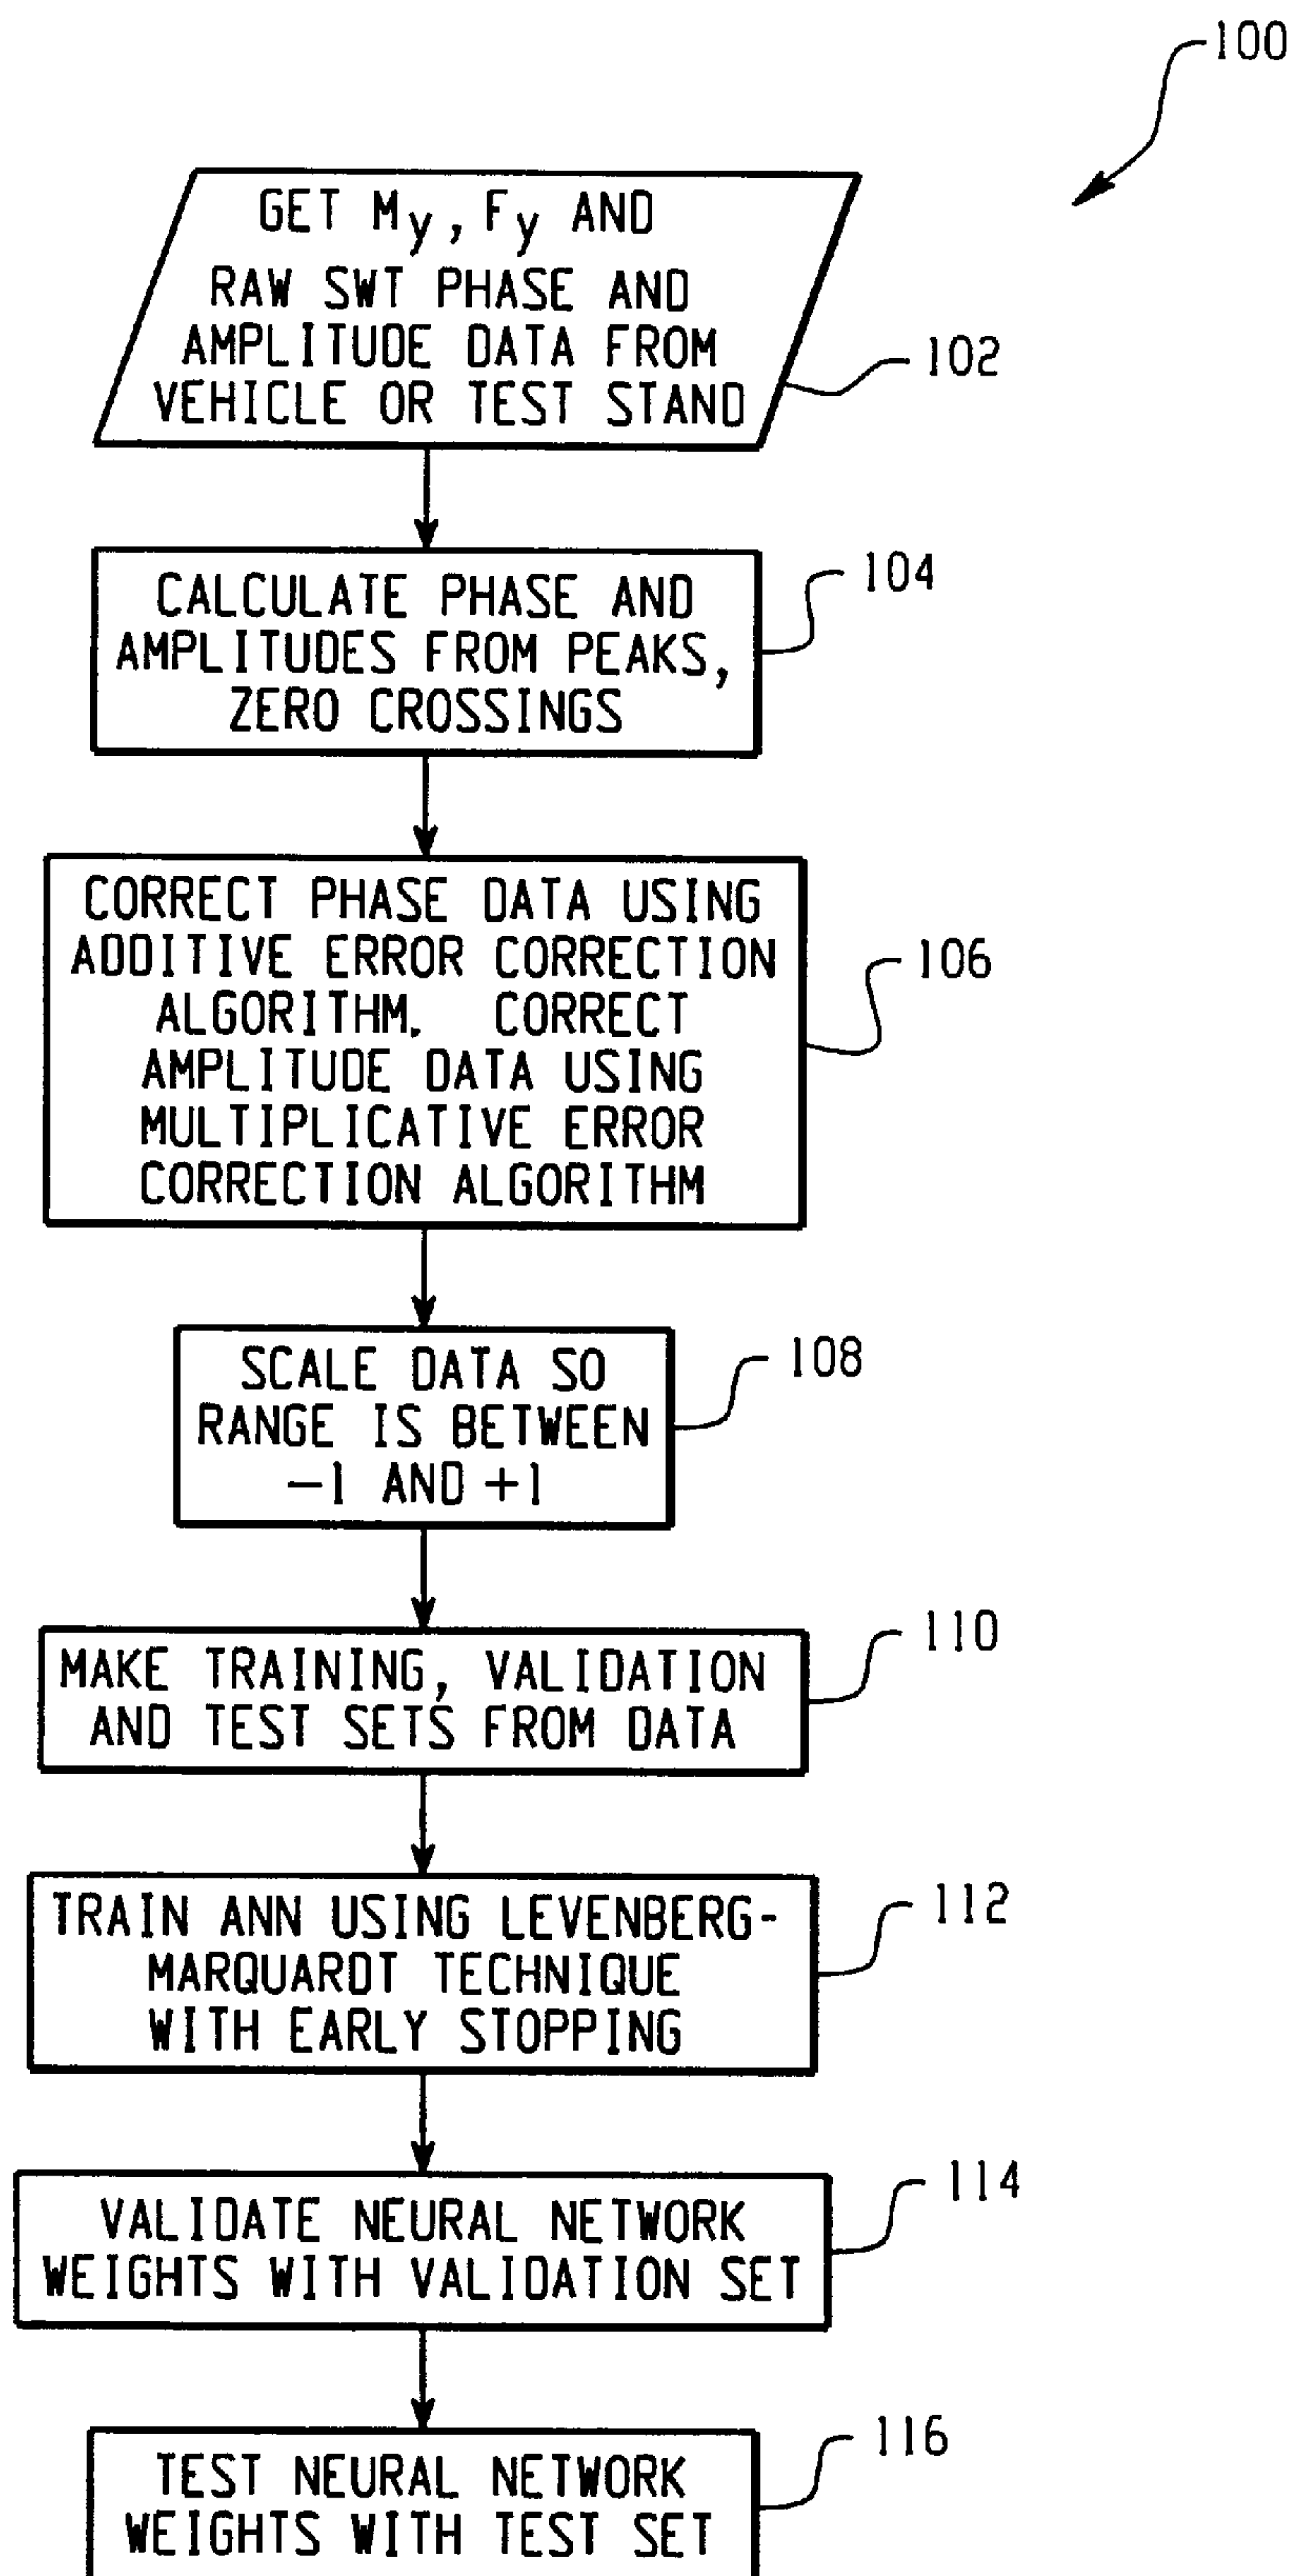 100
GET My, Fy AND
RAW SWT PHASE AND
AMPLITUDE DATA FROM
VEHICLE OR TEST STAND
102
CALCULATE PHASE AND
AMPLITUDES FROM PEAKS,
ZERO CROSSINGS
104
CORRECT PHASE DATA USING
ADDITIVE ERROR CORRECTION
ALGORITHM. CORRECT
AMPLITUDE DATA USING
MULTIPLICATIVE ERROR
CORRECTION ALGORITHM
106
SCALE DATA SO
RANGE IS BETWEEN
-1 AND +1
108
MAKE TRAINING, VALIDATION
AND TEST SETS FROM DATA
110
TRAIN ANN USING LEVENBERG-
MARQUARDT TECHNIQUE
WITH EARLY STOPPING
112
VALIDATE NEURAL NETWORK
WEIGHTS WITH VALIDATION SET
114
TEST NEURAL NETWORK
WEIGHTS WITH TEST SET
116